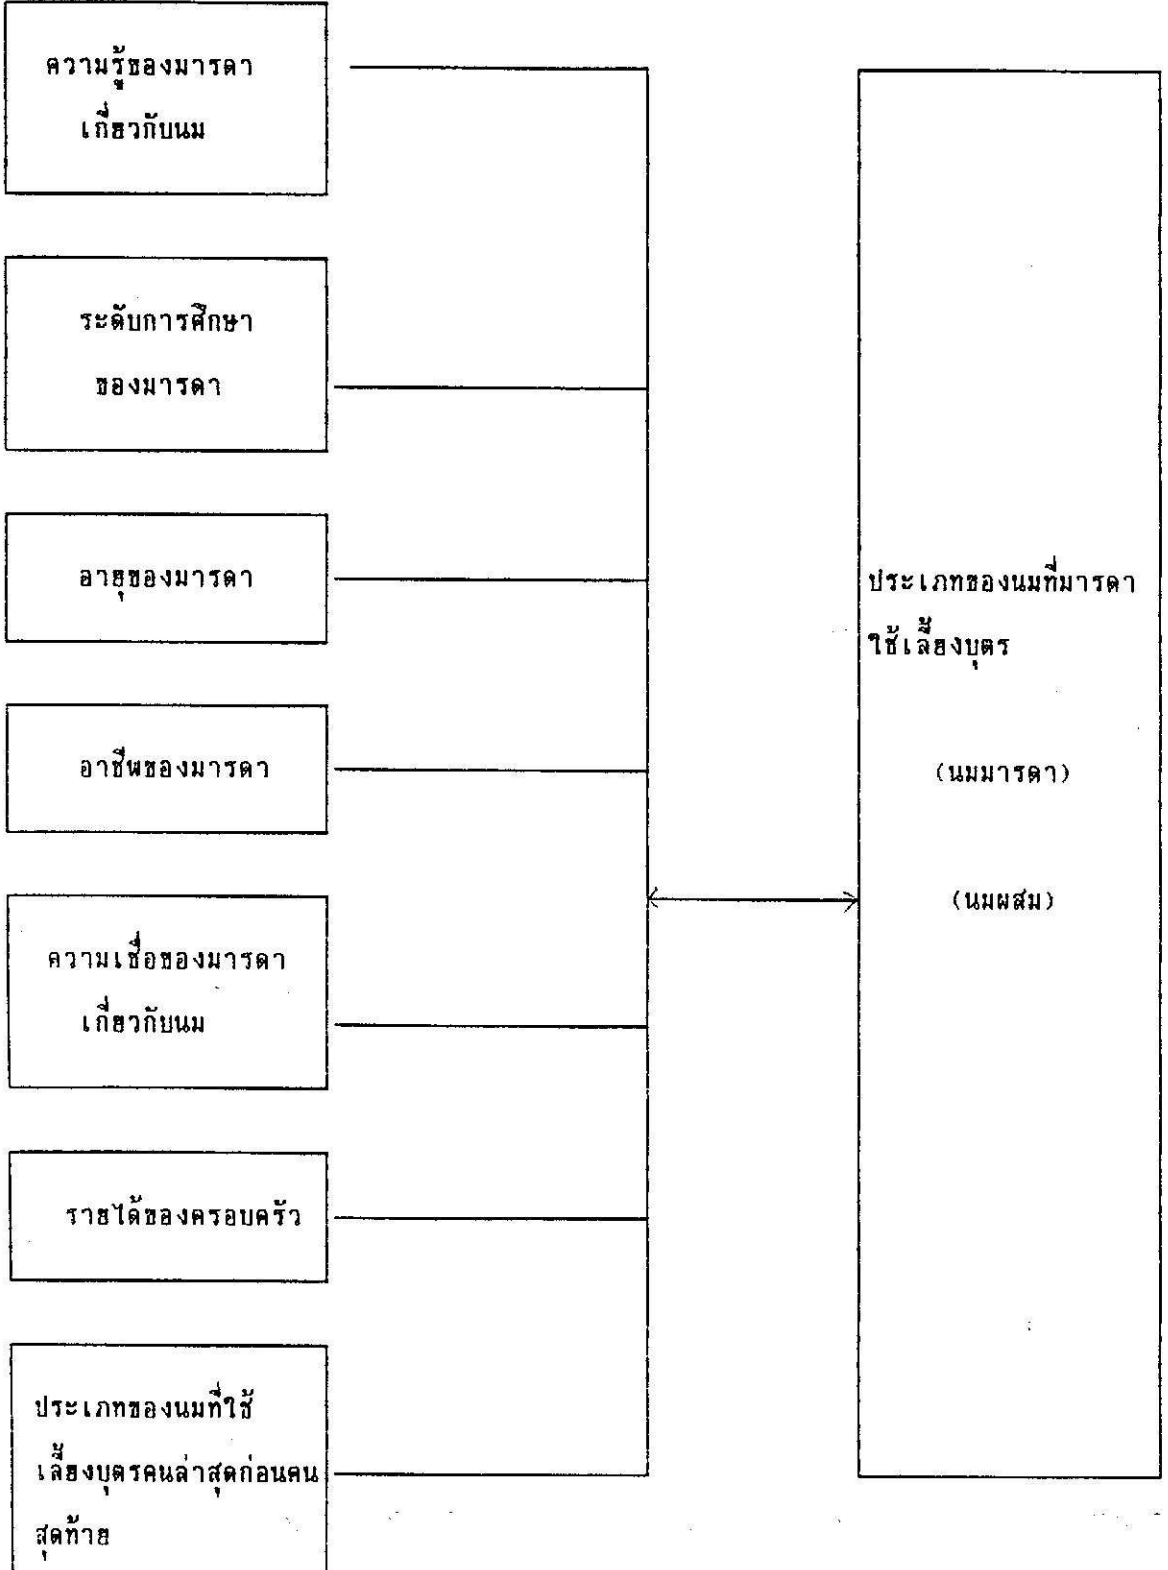 ความรู้ของมารดา
เกี่ยวกับนม
ระดับการศึกษา
ของมารดา
อายุของมารดา
อาชีพของมารดา
ความเชื่อของมารดา
เกี่ยวกับนม
รายได้ของครอบครัว
ประเภทของนมที่ใช้
เลี้ยงบุตรคนล่าสุดก่อนคน
สุดท้าย
ประเภทของนมที่มารดา
ใช้เลี้ยงบุตร
(นมมารดา)
(นมผสม)